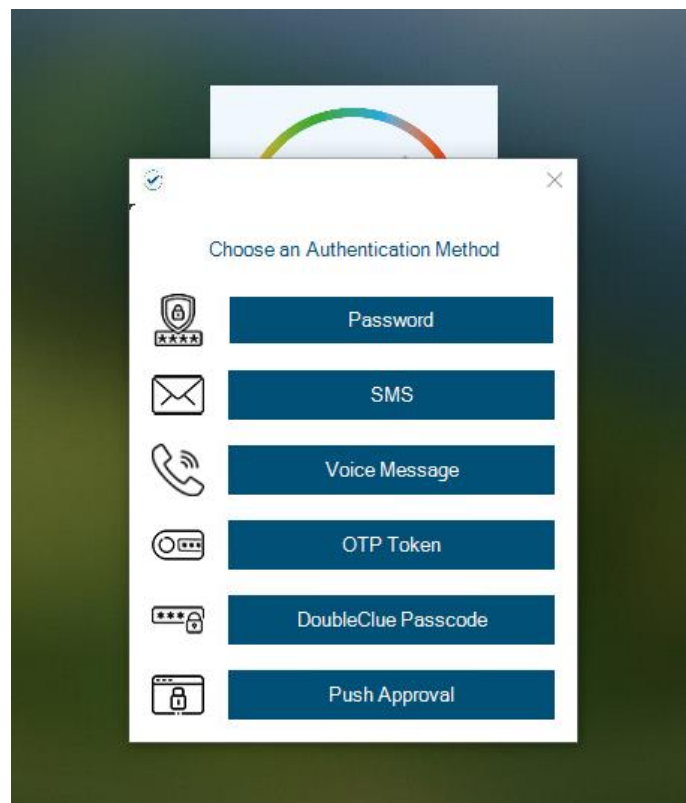 Choose an Authentication Method
Password
SMS
Voice Message
OTP Token
DoubleClue Passcode
Push Approval